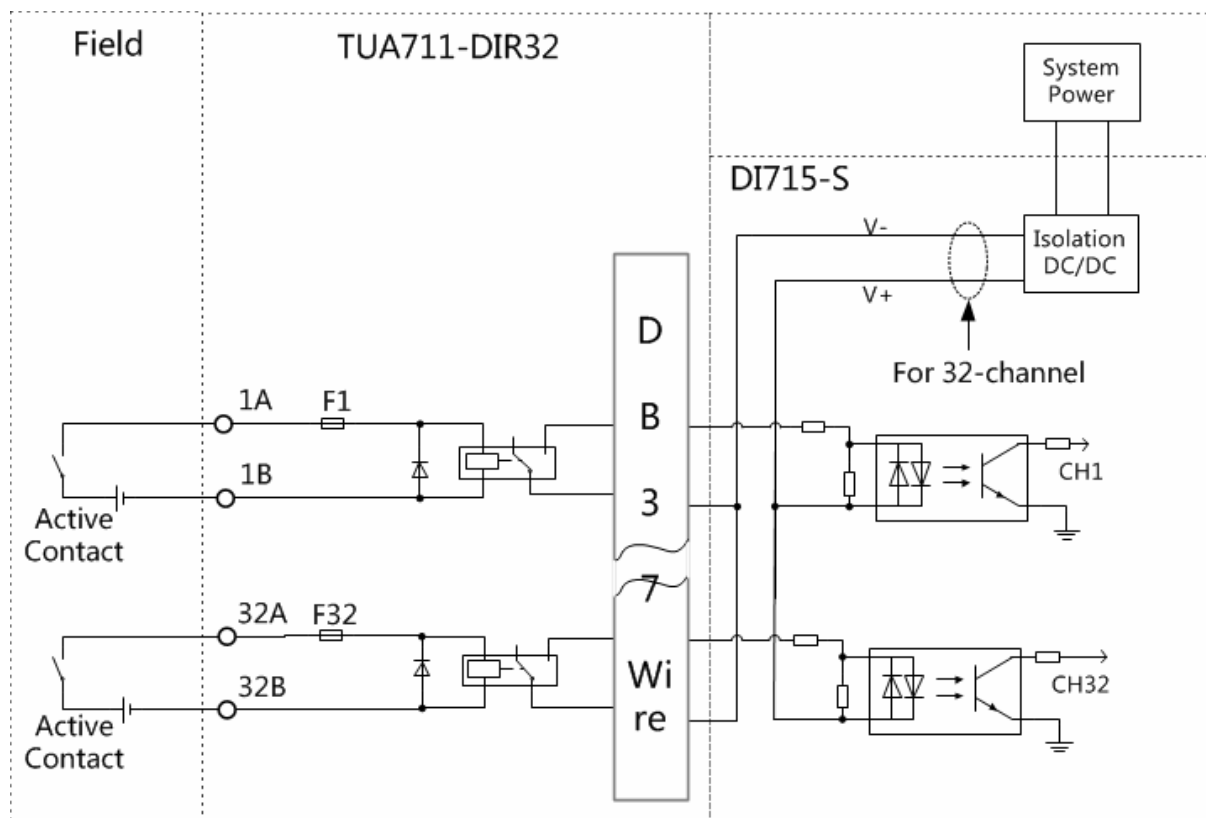 Field
TUA711-DIR32
System
Power
DI715-S
V-
Isolation
DC/DC
V+
For 32-channel
D
B
3
7
Wi
re
1A
F1
1B
Active
Contact
CH1
32A
F32
32B
Active
Contact
CH32